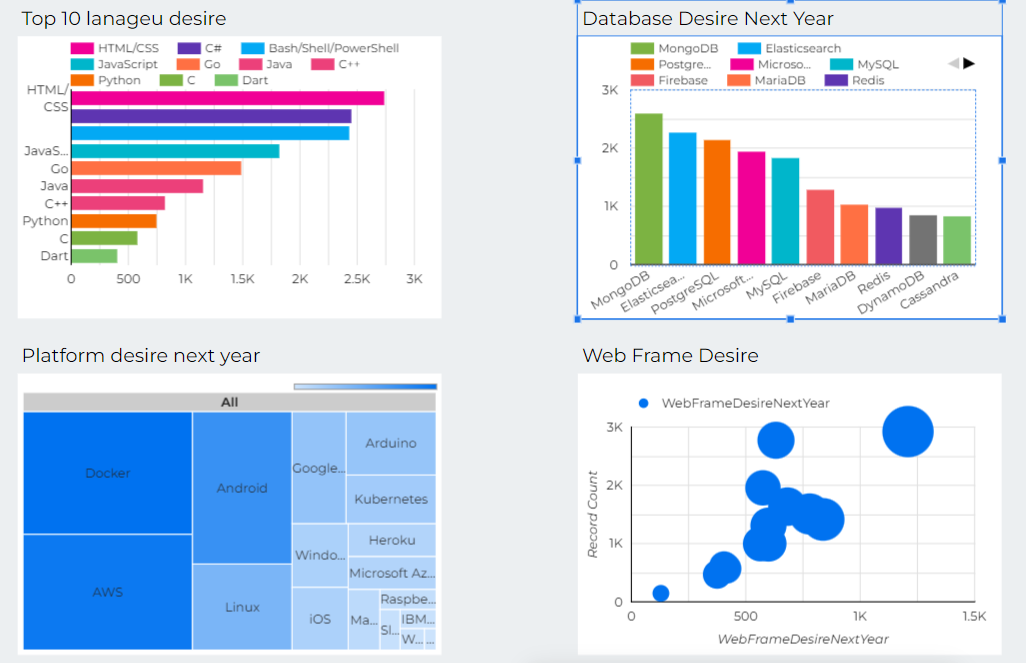 Top 10 lanageu desire
HTML/CSS C# Bash/Shell/PowerShell
JavaScript Go Java C++
Python C Dart
HTML/
CSS
JavaS...
Go
Java
C++
Python
C
Dart
0 500 1K 1.5K 2K 2.5K 3K
Database Desire Next Year
MongoDB Elasticsearch
Postgre... Microso... MySQL
Firebase MariaDB Redis
3K
2K
1K
0
MongoDB Elasticsea... PostgreSQL Microsoft... MySQL Firebase MariaDB Redis DynamoDB Cassandra
Platform desire next year
All
Docker
AWS
Android
Linux
Google...
Arduino
Kubernetes
Windo...
Heroku
Microsoft Az...
iOS
Ma...
Raspbe...
Sl...
IBM...
W...
...
Web Frame Desire
WebFrameDesireNextYear
3K
2K
1K
0
Record Count
0 500 1K 1.5K
WebFrameDesireNextYear